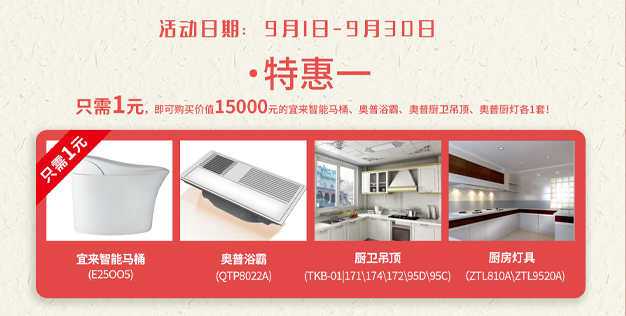 活动日期：9月1日-9月30日
·特惠一
只需1元，即可购买价值15000元的宜来智能马桶、奥普浴霸、奥普厨卫吊顶、奥普厨灯各1套！
只需1元
宜来智能马桶
(E25OO5)
奥普浴霸
(QTP8022A)
厨卫吊顶
(TKB-01|171\174\172\95D\95C)
厨房灯具
(ZTL810A\ZTL9520A)